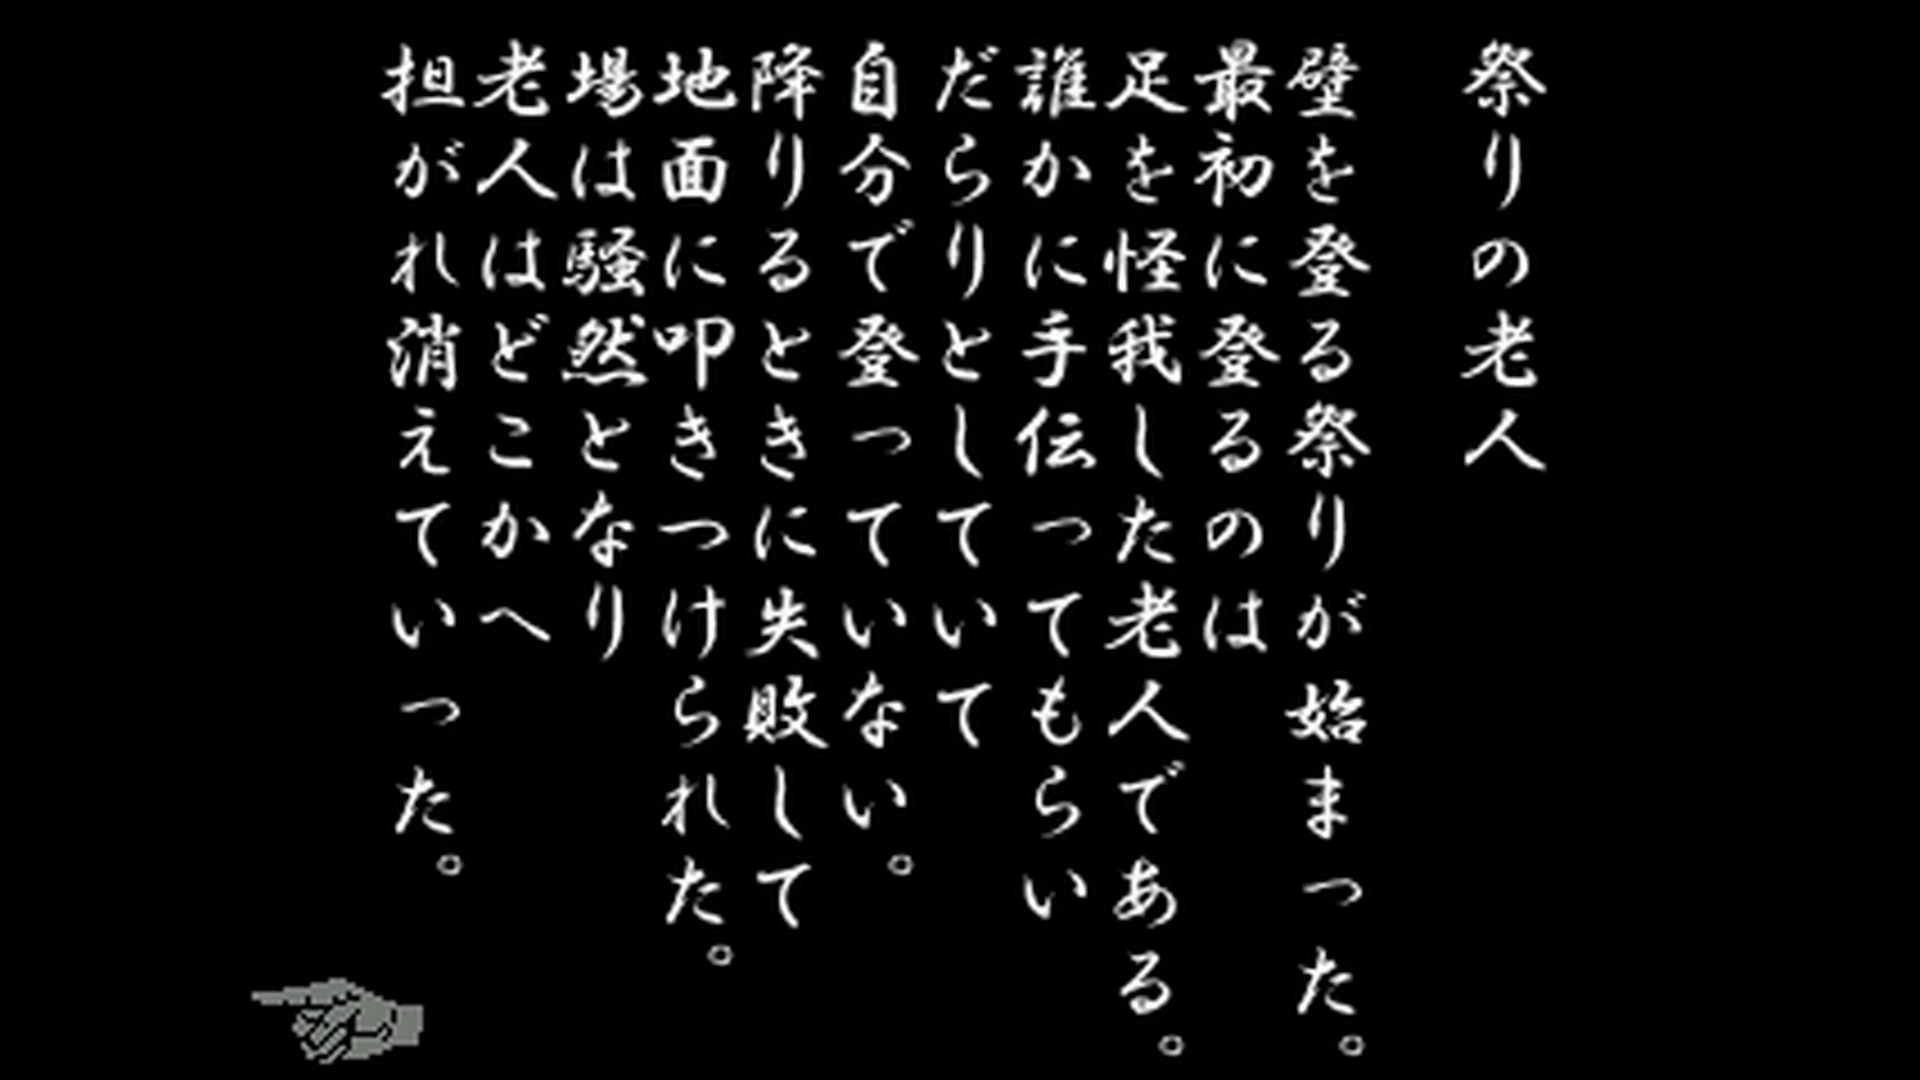 祭りの老人
壁を登る祭りが始まった。
最初に登るのは
足を怪我した老人である。
誰かに手伝ってもらい
だらりとしていて
自分で登っていない。
降りるときに失敗して
地面に叩きつけられた。
場は騒然となり
老人はどこかへ
担がれ消えていった。